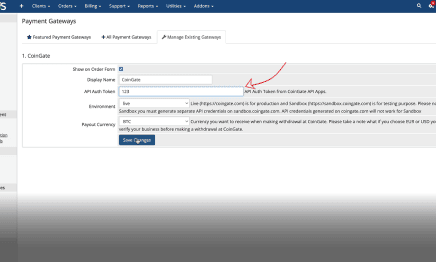 Clients Orders Billing Support Reports Utilities Addons
Payment Gateways
Featured Payment Gateways + All Payment Gateways Manage Existing Gateways
1. CoinGate
Show on Order Form
Display Name CoinGate
API Auth Token 123 API Auth Token from CoinGate API Apps.
Environment live Live (https://coingate.com) is for production and Sandbox (https://sandbox.coingate.com) is for testing purpose. Please
Sandbox you must generate separate API credentials on sandbox.coingate.com. API credentials generated on coingate.com will not work for Sandbox
Payout Currency BTC Currency you want to receive when making withdrawal at CoinGate. Please take a note what if you choose EUR or USD
verify your business before making a withdrawal at CoinGate.
Save Changes